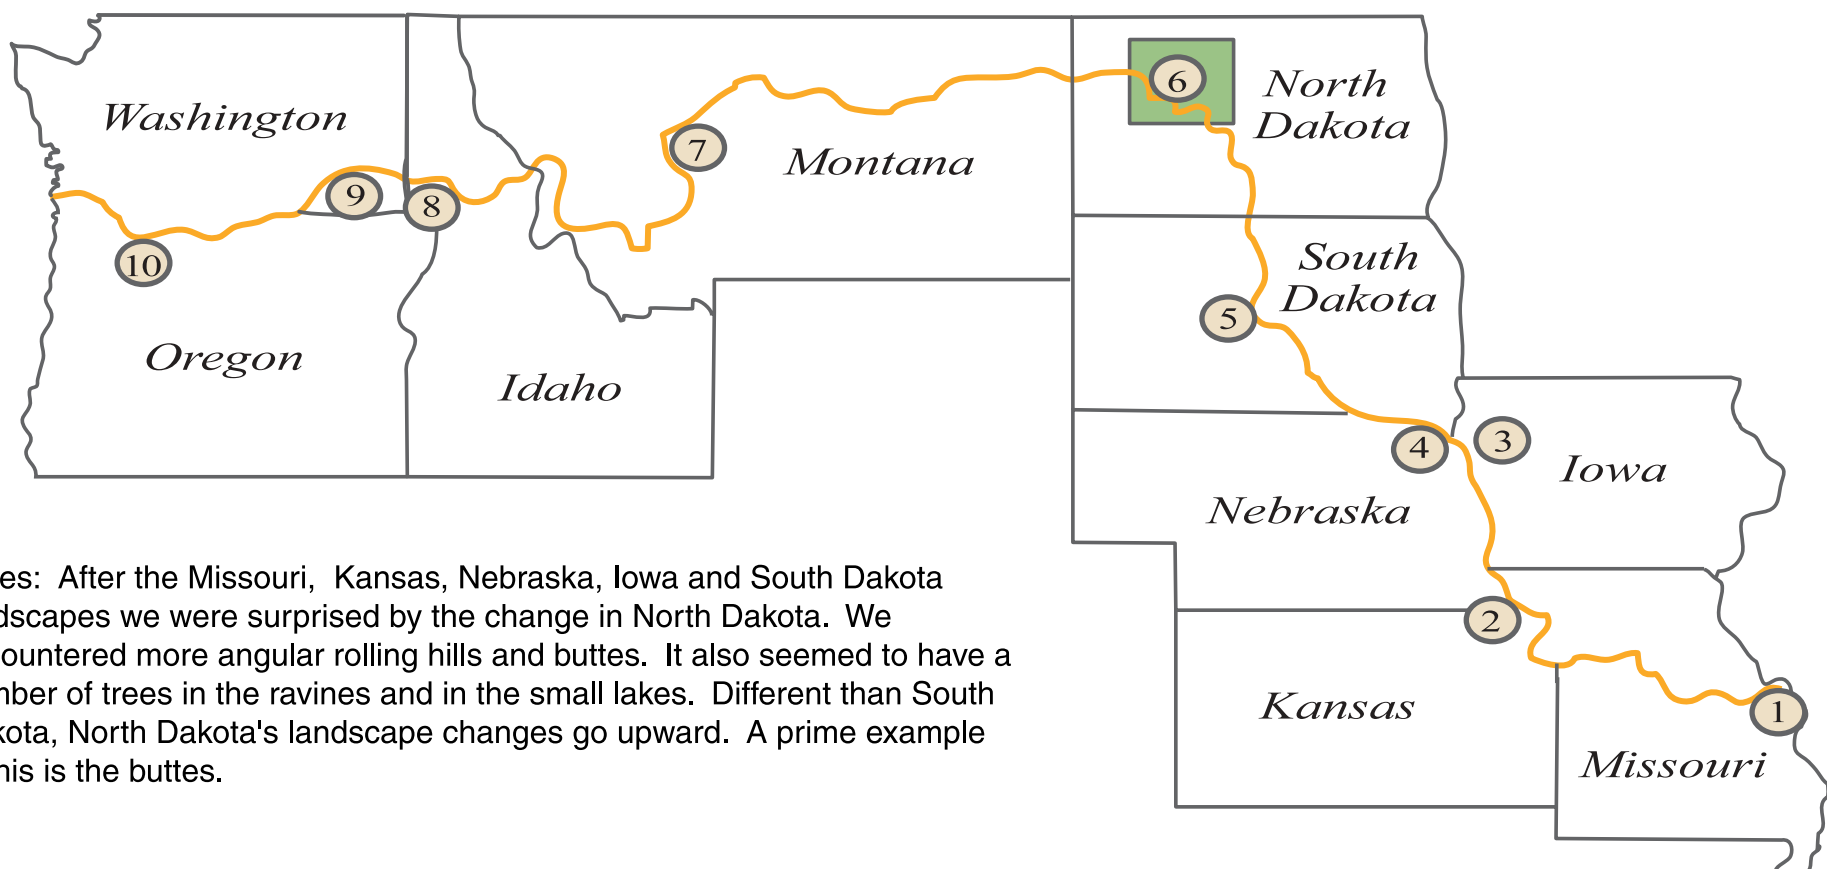 Washington
North
Dakota
Montana
South
Dakota
Oregon
Idaho
Iowa
Nebraska
Kansas
Missouri
6
7
9
8
10
5
4
3
2
1
es: After the Missouri, Kansas, Nebraska, Iowa and South Dakota
dscapes we were surprised by the change in North Dakota. We
ountered more angular rolling hills and buttes. It also seemed to have a
mber of trees in the ravines and in the small lakes. Different than South
kota, North Dakota's landscape changes go upward. A prime example
his is the buttes.